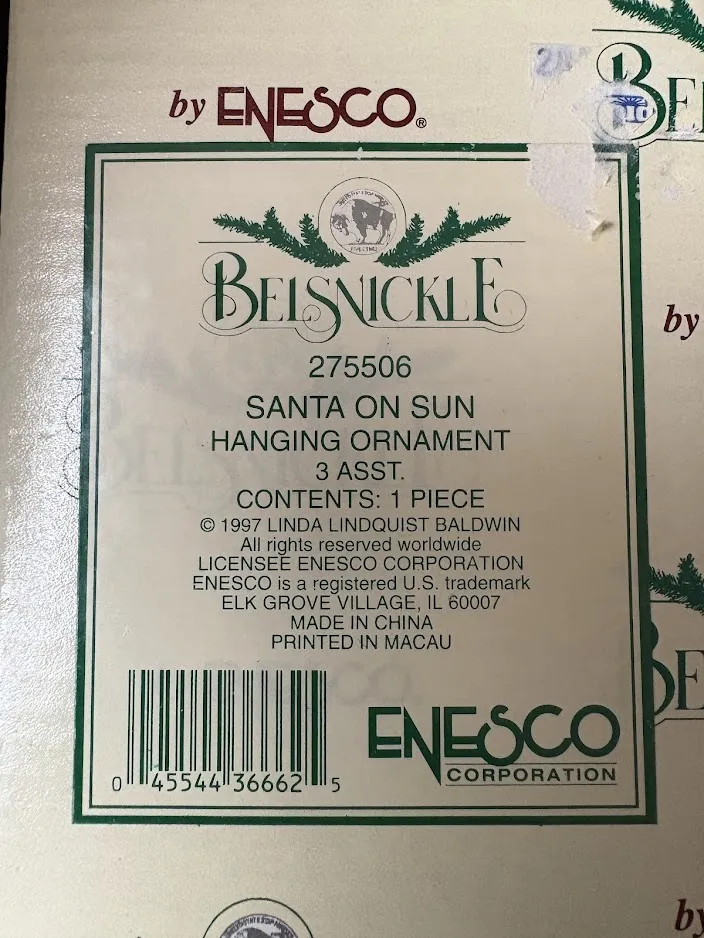 by ENESCO®
BELSNICKLE
275506
SANTA ON SUN
HANGING ORNAMENT
3 ASST.
CONTENTS: 1 PIECE
© 1997 LINDA LINDQUIST BALDWIN
All rights reserved worldwide
LICENSEE ENESCO CORPORATION
ENESCO is a registered U.S. trademark
ELK GROVE VILLAGE, IL 60007
MADE IN CHINA
PRINTED IN MACAU
0 45544 36662 5
ENESCO
CORPORATION
BE
by
BE
by